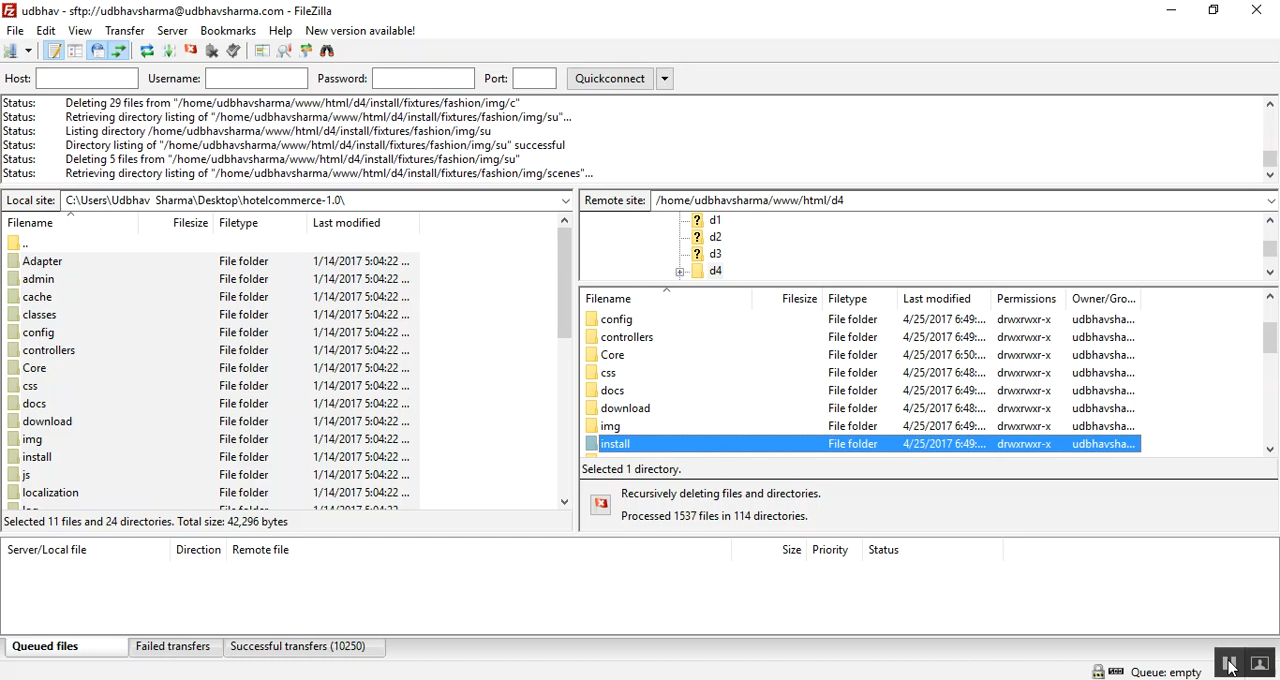 udbhav - sftp://udbhavsharma@udbhavsharma.com - FileZilla
File Edit View Transfer Server Bookmarks Help New version available!
Host: Username: Password: Port: Quickconnect
Status: Deleting 29 files from "/home/udbhavsharma/www/html/d4/install/fixtures/fashion/img/c"
Status: Retrieving directory listing of "/home/udbhavsharma/www/html/d4/install/fixtures/fashion/img/su"...
Status: Listing directory /home/udbhavsharma/www/html/d4/install/fixtures/fashion/img/su
Status: Directory listing of "/home/udbhavsharma/www/html/d4/install/fixtures/fashion/img/su" successful
Status: Deleting 5 files from "/home/udbhavsharma/www/html/d4/install/fixtures/fashion/img/su"
Status: Retrieving directory listing of "/home/udbhavsharma/www/html/d4/install/fixtures/fashion/img/scenes"...
Local site: C:\Users\Udbhav Sharma\Desktop\hotelcommerce-1.0\
Filename Filesize Filetype Last modified
..
Adapter File folder 1/14/2017 5:04:22 ...
admin File folder 1/14/2017 5:04:22 ...
cache File folder 1/14/2017 5:04:22 ...
classes File folder 1/14/2017 5:04:22 ...
config File folder 1/14/2017 5:04:22 ...
controllers File folder 1/14/2017 5:04:22 ...
Core File folder 1/14/2017 5:04:22 ...
css File folder 1/14/2017 5:04:22 ...
docs File folder 1/14/2017 5:04:22 ...
download File folder 1/14/2017 5:04:22 ...
img File folder 1/14/2017 5:04:22 ...
install File folder 1/14/2017 5:04:22 ...
js File folder 1/14/2017 5:04:22 ...
localization File folder 1/14/2017 5:04:22 ...
Selected 11 files and 24 directories. Total size: 42,296 bytes
Remote site: /home/udbhavsharma/www/html/d4
? d1
? d2
? d3
d4
Filename Filesize Filetype Last modified Permissions Owner/Gro...
config File folder 4/25/2017 6:49:... drwxrwxr-x udbhavsha...
controllers File folder 4/25/2017 6:49:... drwxrwxr-x udbhavsha...
Core File folder 4/25/2017 6:50:... drwxrwxr-x udbhavsha...
css File folder 4/25/2017 6:48:... drwxrwxr-x udbhavsha...
docs File folder 4/25/2017 6:49:... drwxrwxr-x udbhavsha...
download File folder 4/25/2017 6:48:... drwxrwxr-x udbhavsha...
img File folder 4/25/2017 6:49:... drwxrwxr-x udbhavsha...
install File folder 4/25/2017 6:49:... drwxrwxr-x udbhavsha...
Selected 1 directory.
Recursively deleting files and directories.
Processed 1537 files in 114 directories.
Server/Local file Direction Remote file Size Priority Status
Queued files Failed transfers Successful transfers (10250)
Queue: empty